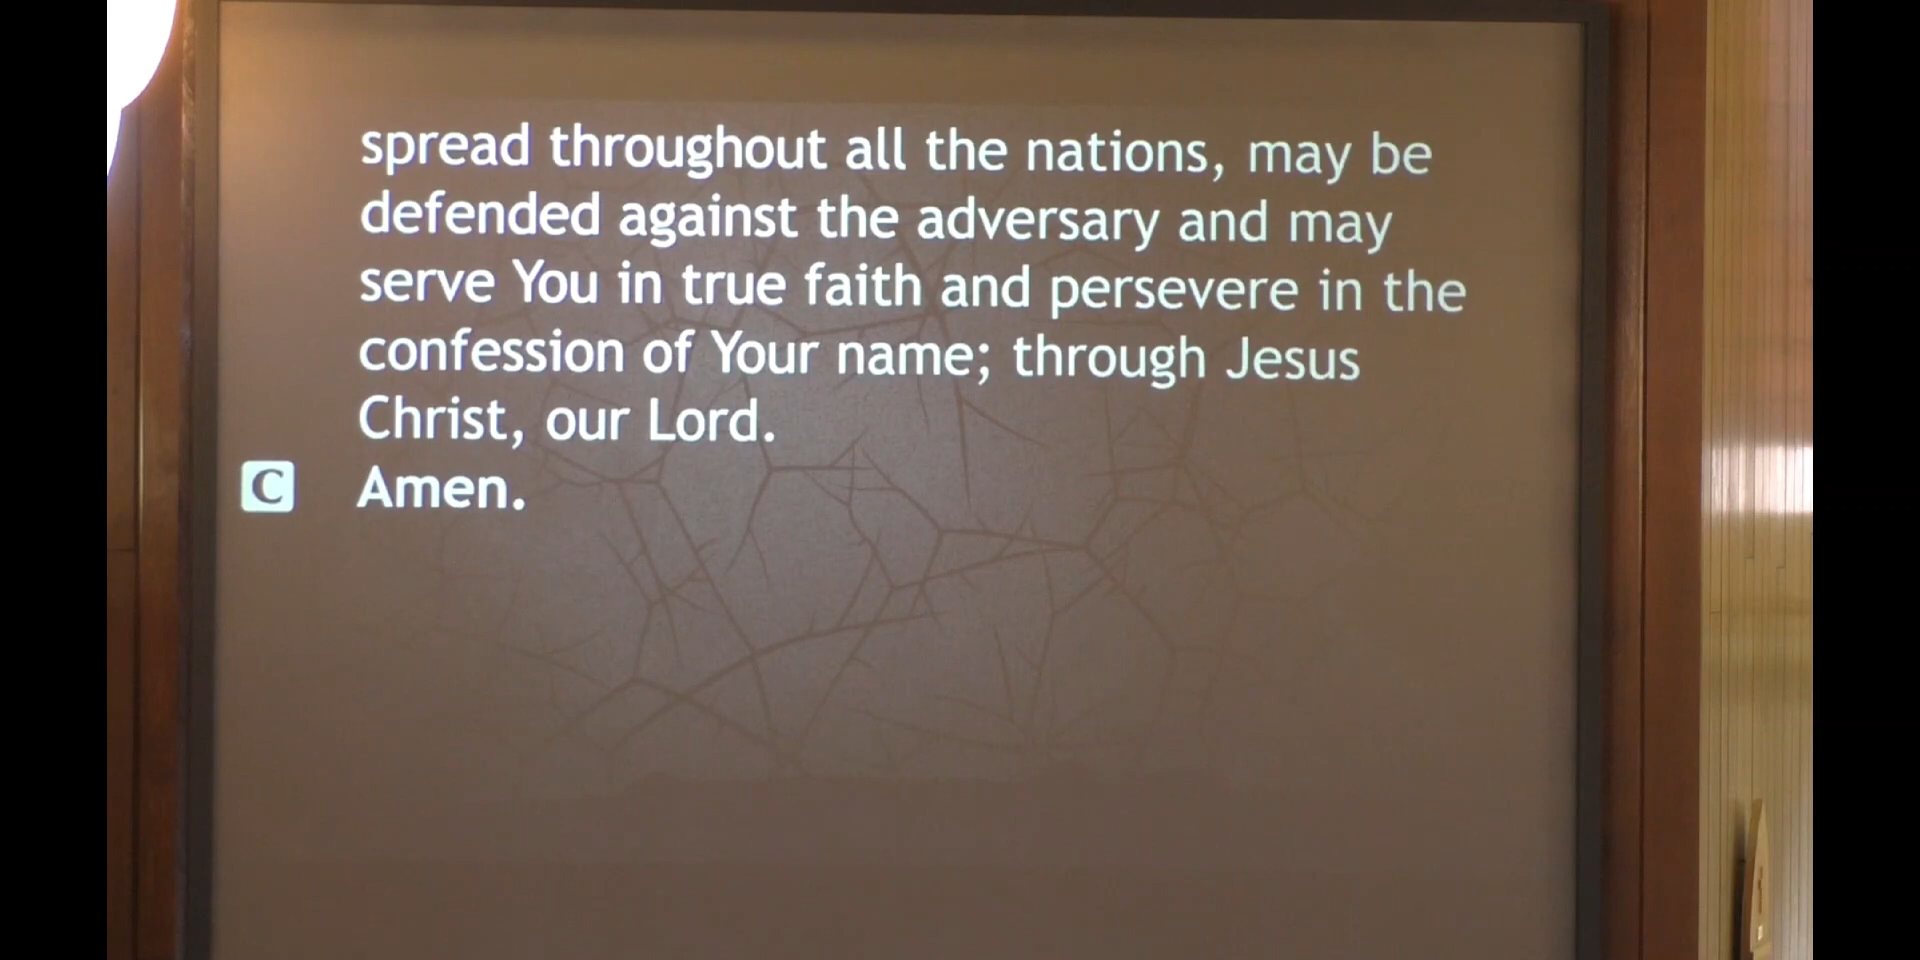 spread throughout all the nations, may be
defended against the adversary and may
serve You in true faith and persevere in the
confession of Your name; through Jesus
Christ, our Lord.
C Amen.